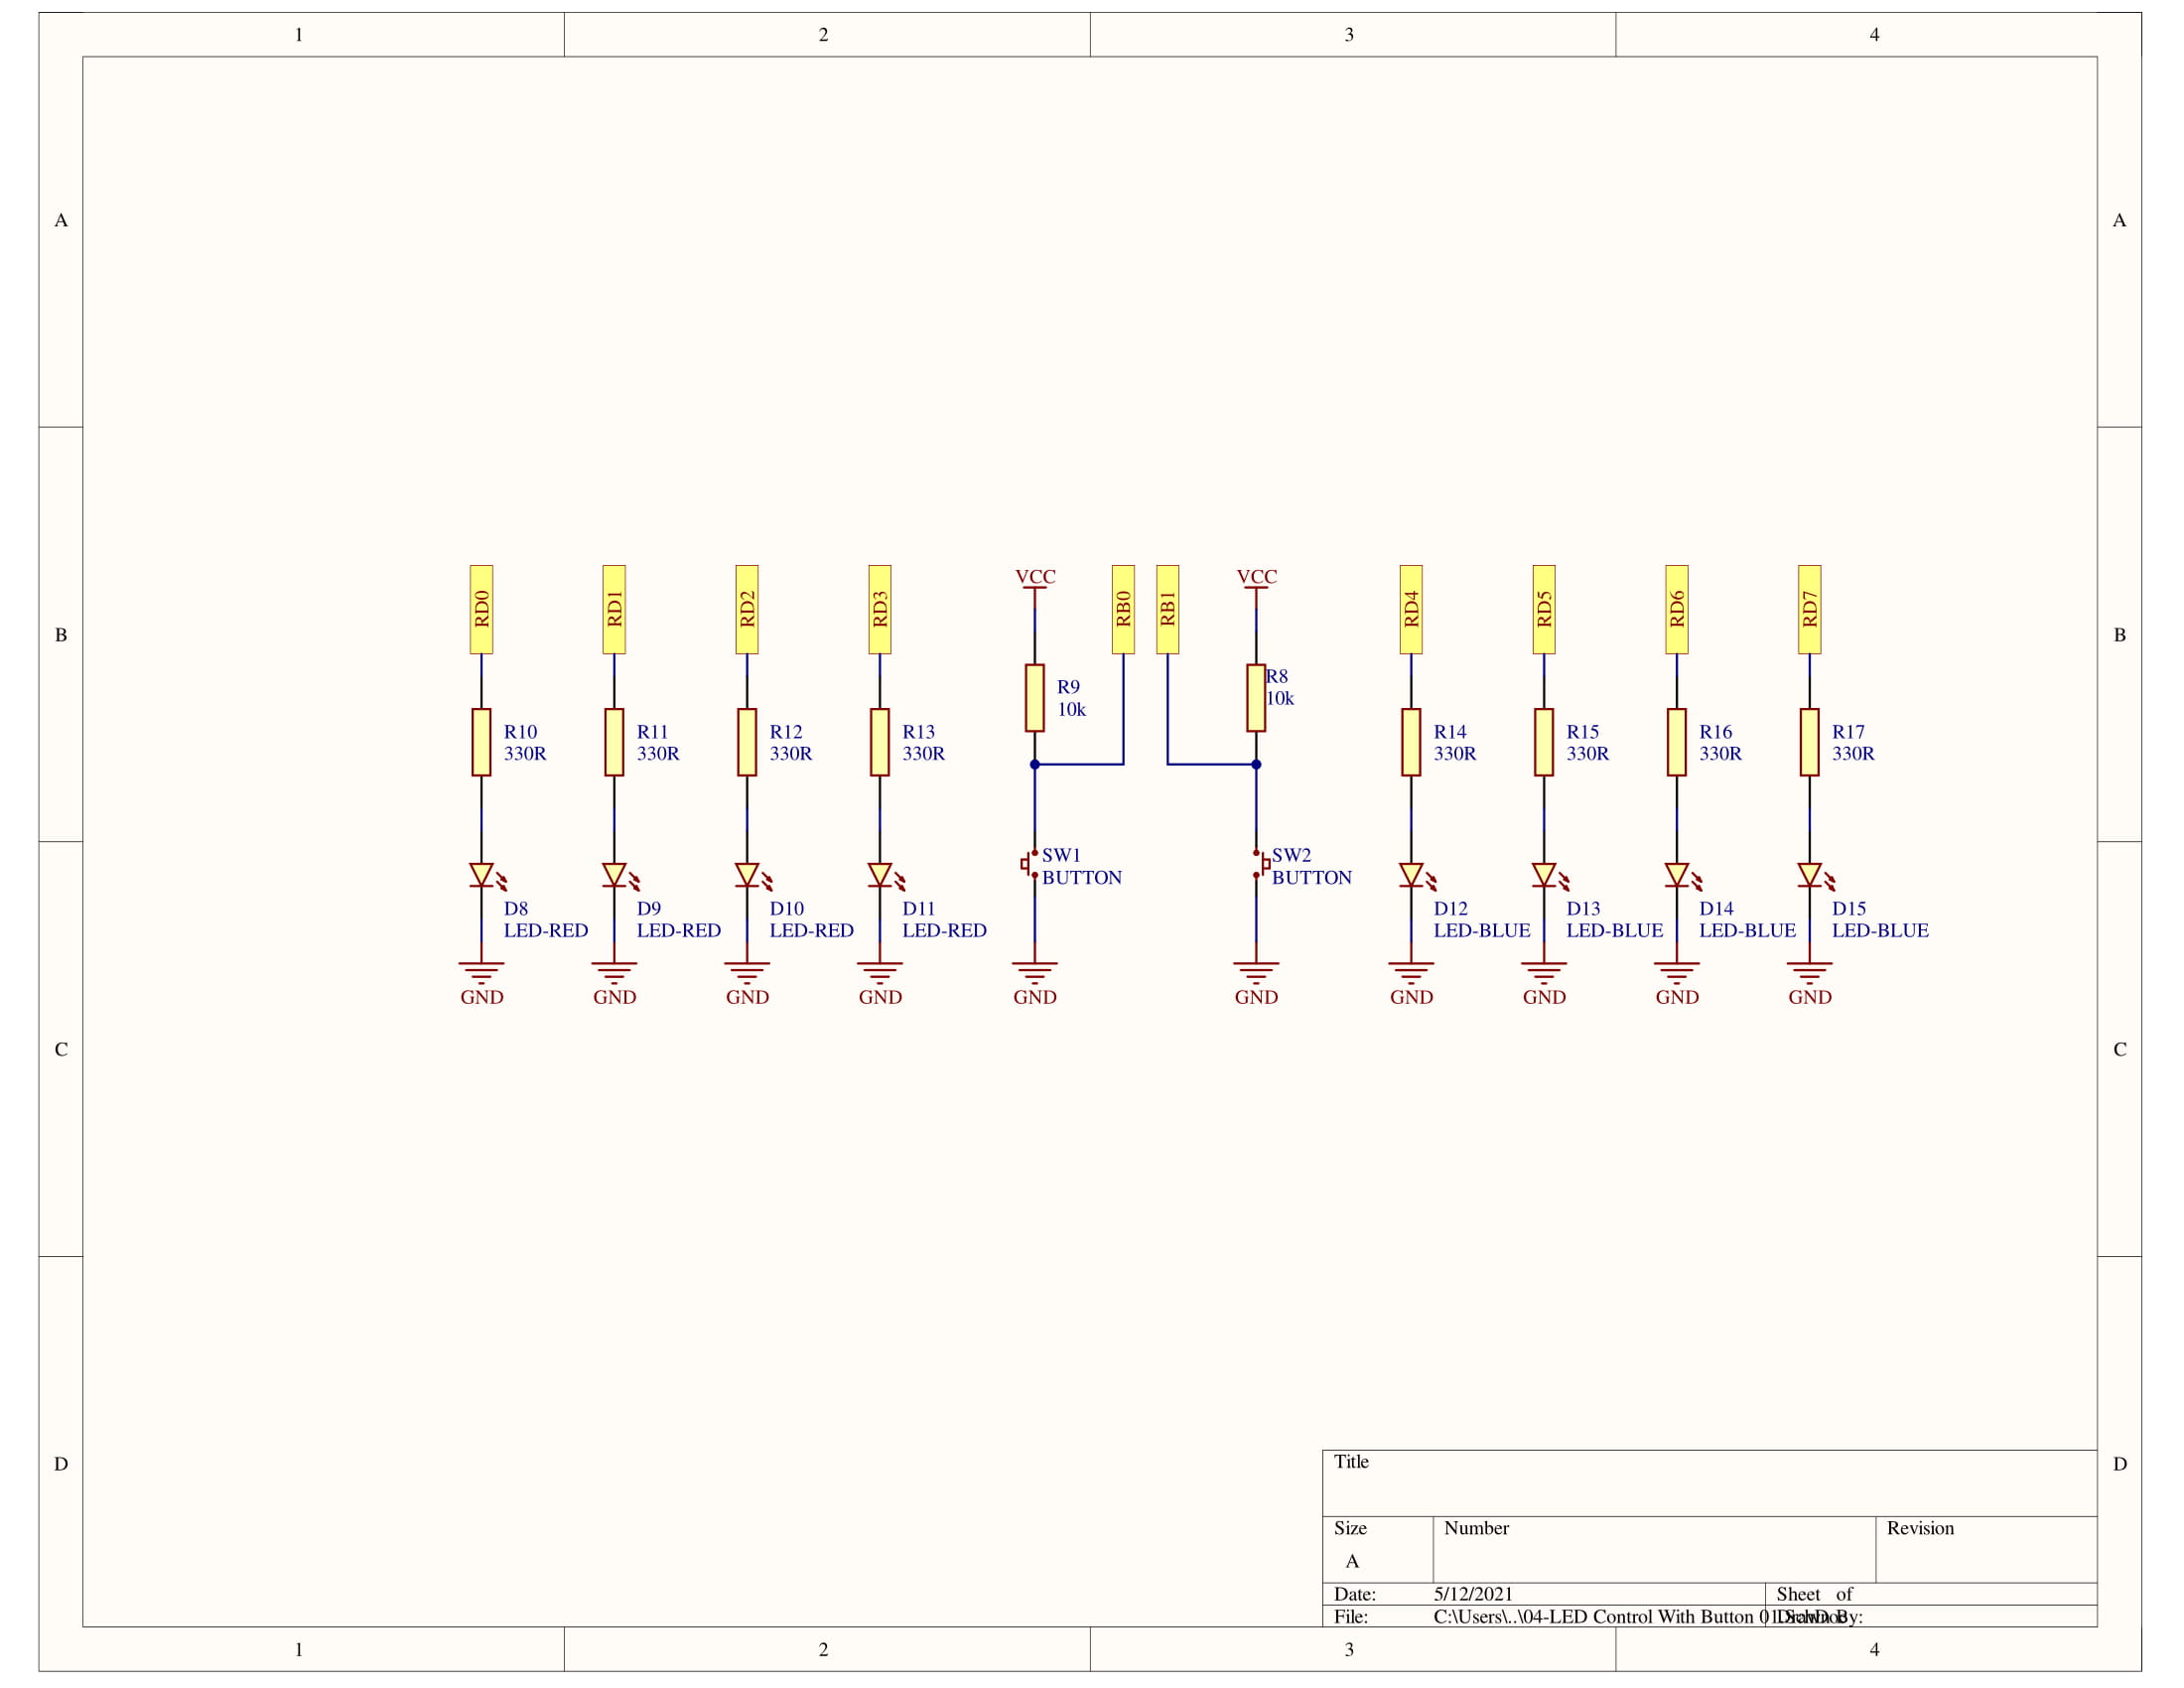 1 2 3 4
A A
B B
C C
D D
RD0 RD1 RD2 RD3 VCC RB0 RB1 VCC RD4 RD5 RD6 RD7
R9
10k
R8
10k
R10
330R
R11
330R
R12
330R
R13
330R
R14
330R
R15
330R
R16
330R
R17
330R
SW1
BUTTON
SW2
BUTTON
D8
LED-RED
D9
LED-RED
D10
LED-RED
D11
LED-RED
D12
LED-BLUE
D13
LED-BLUE
D14
LED-BLUE
D15
LED-BLUE
GND GND GND GND GND GND GND GND GND GND
Title
Size Number Revision
A
Date: 5/12/2021 Sheet of
File: C:\Users\..\04-LED Control With Button 01.SchDoc Drawn By:
1 2 3 4